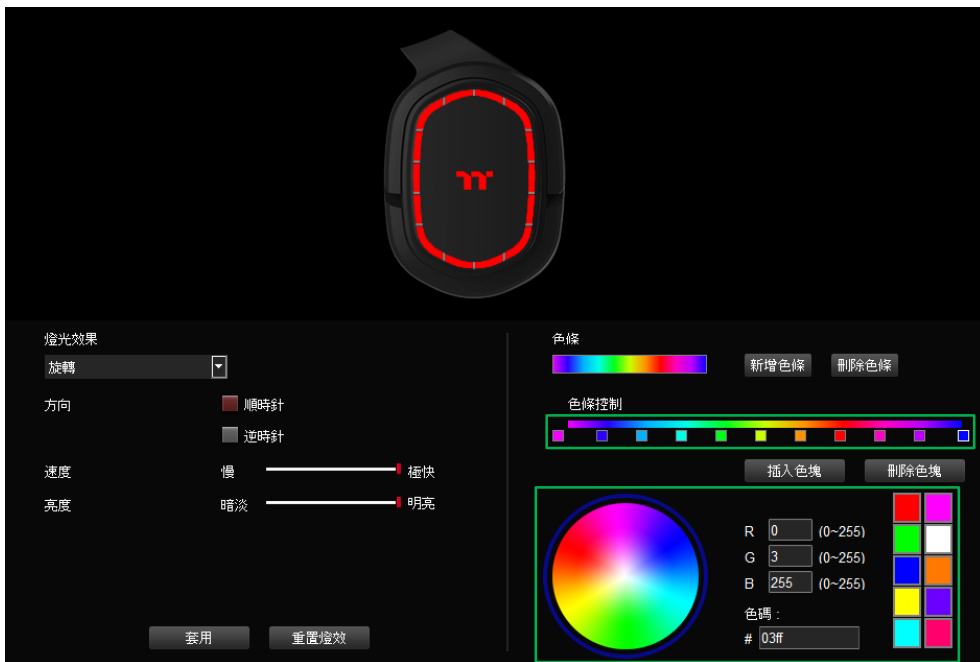 燈光效果
旋轉
方向
順時針
逆時針
速度 慢 極快
亮度 暗淡 明亮
套用 重置燈效
色條
新增色條 刪除色條
色條控制
插入色塊 刪除色塊
R 0 (0~255)
G 3 (0~255)
B 255 (0~255)
色碼 :
# 03ff